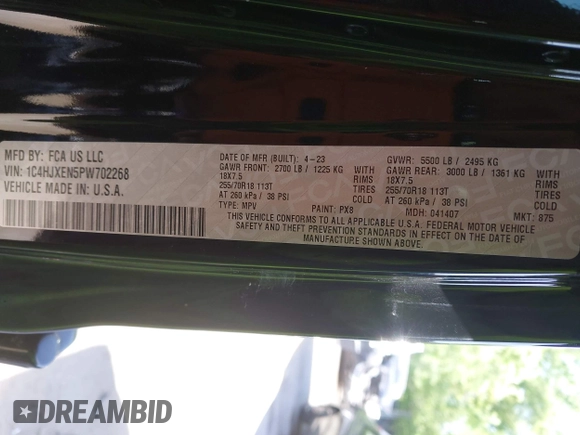 MFD BY: FCA US LLC
VIN: 1C4HJXEN5PW702268
VEHICLE MADE IN U.S.A.
DATE OF MFR (BUILT): 4-23
GAWR FRONT: 2700 LB / 1225 KG WITH
18X7.5 RIMS
255/70R18 113T TIRES
AT 260 kPa / 38 PSI COLD
TYPE: MPV
PAINT: PX8
GVWR: 5500 LB / 2495 KG
GAWR REAR: 3000 LB / 1361 KG WITH
18X7.5 RIMS
255/70R18 113T TIRES
AT 260 kPa / 38 PSI COLD
MDH: 041407
MKT: 875
THIS VEHICLE CONFORMS TO ALL APPLICABLE U.S.A. FEDERAL MOTOR VEHICLE
SAFETY AND THEFT PREVENTION STANDARDS IN EFFECT ON THE DATE OF
MANUFACTURE SHOWN ABOVE.
DREAMBID